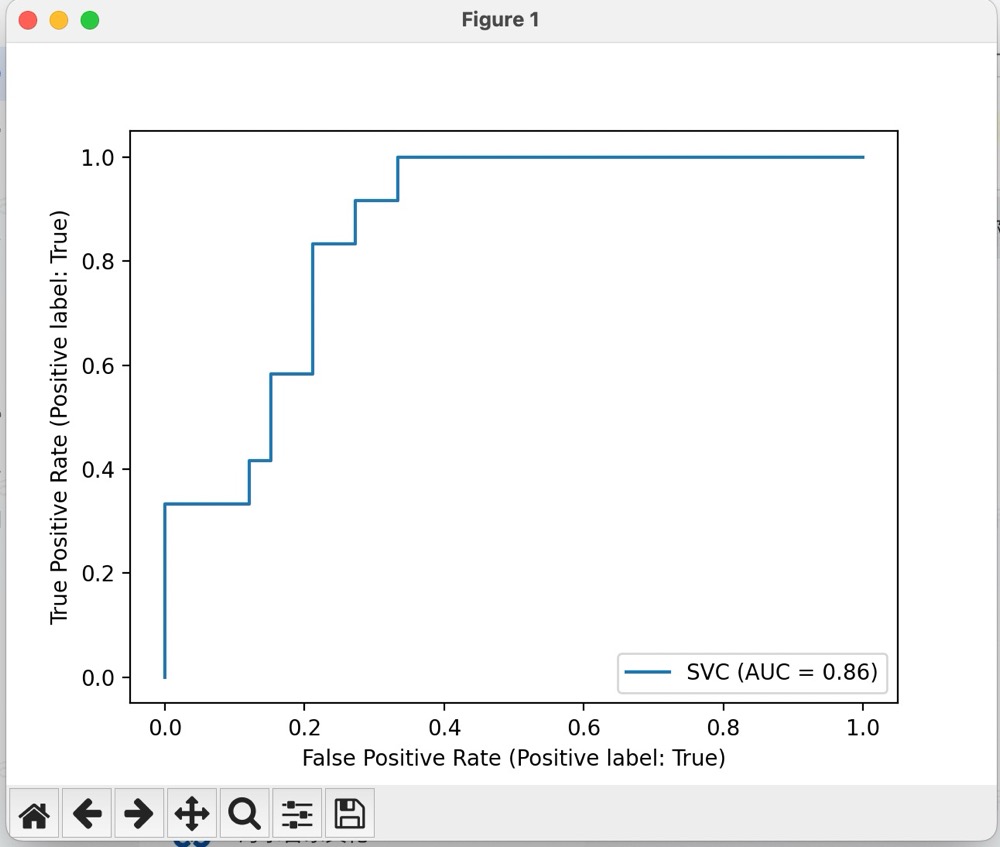 Figure 1
1.0
0.8
0.6
0.4
0.2
0.0
True Positive Rate (Positive label: True)
SVC (AUC = 0.86)
0.0 0.2 0.4 0.6 0.8 1.0
False Positive Rate (Positive label: True)